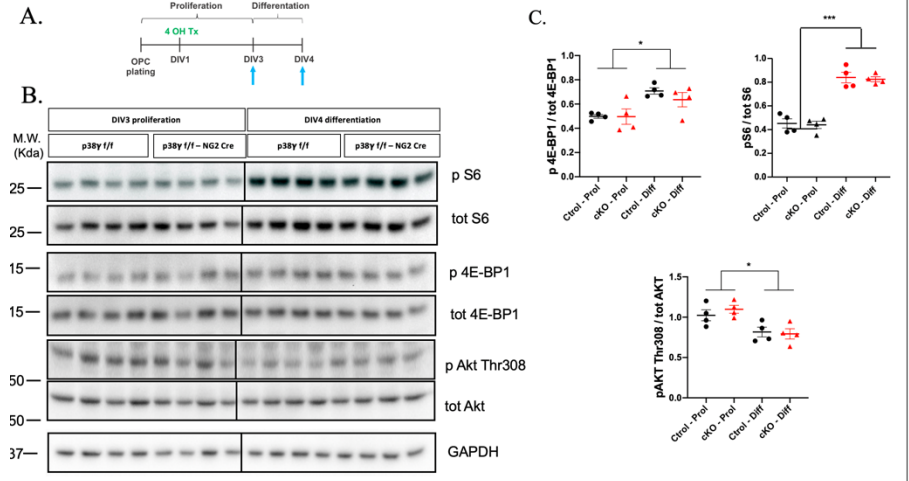 A.
Proliferation
Differentation
4 OH Tx
OPC
plating
DIV1
DIV3
DIV4
B.
DIV3 proliferation
DIV4 differentiation
M.W.
(Kda)
p38γ f/f
p38γ f/f – NG2 Cre
p38γ f/f
p38γ f/f – NG2 Cre
25
p S6
25
tot S6
15
p 4E-BP1
15
tot 4E-BP1
50
p Akt Thr308
50
tot Akt
37
GAPDH
C.
p 4E-BP1 / tot 4E-BP1
1.0
0.8
0.6
0.4
0.2
0.0
*
Ctrol - Prol
cKO - Prol
Ctrol - Diff
cKO - Diff
pS6 / tot S6
1.0
0.8
0.6
0.4
0.2
0.0
***
Ctrol - Prol
cKO - Prol
Ctrol - Diff
cKO - Diff
pAKT Thr308 / tot AKT
1.5
1.0
0.5
0.0
*
Ctrol - Prol
cKO - Prol
Ctrol - Diff
cKO - Diff